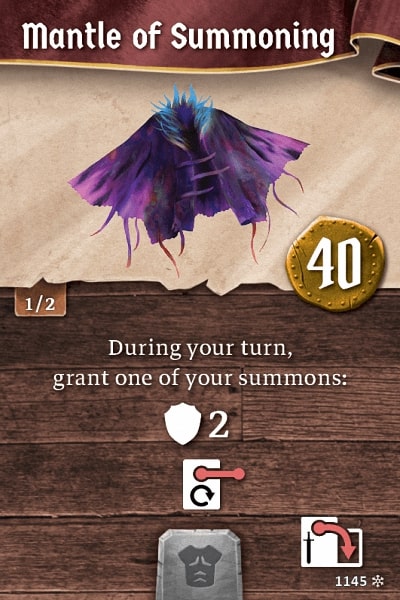 Mantle of Summoning
40
1/2
During your turn,
grant one of your summons:
2
1145